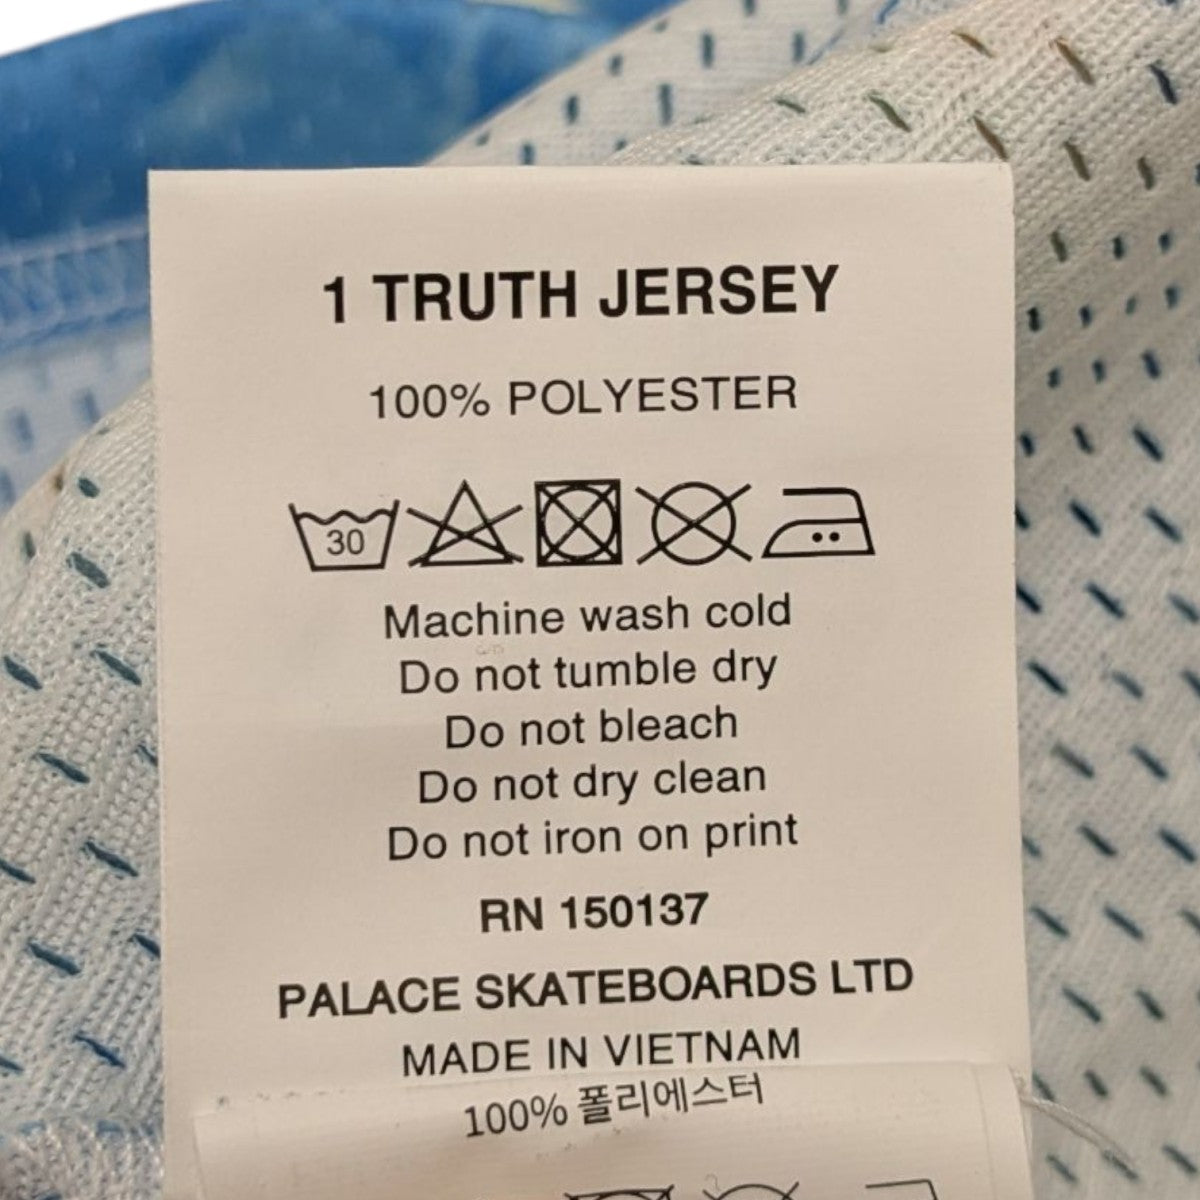 1 TRUTH JERSEY
100% POLYESTER
30
Machine wash cold
Do not tumble dry
Do not bleach
Do not dry clean
Do not iron on print
RN 150137
PALACE SKATEBOARDS LTD
MADE IN VIETNAM
100% 폴리에스터